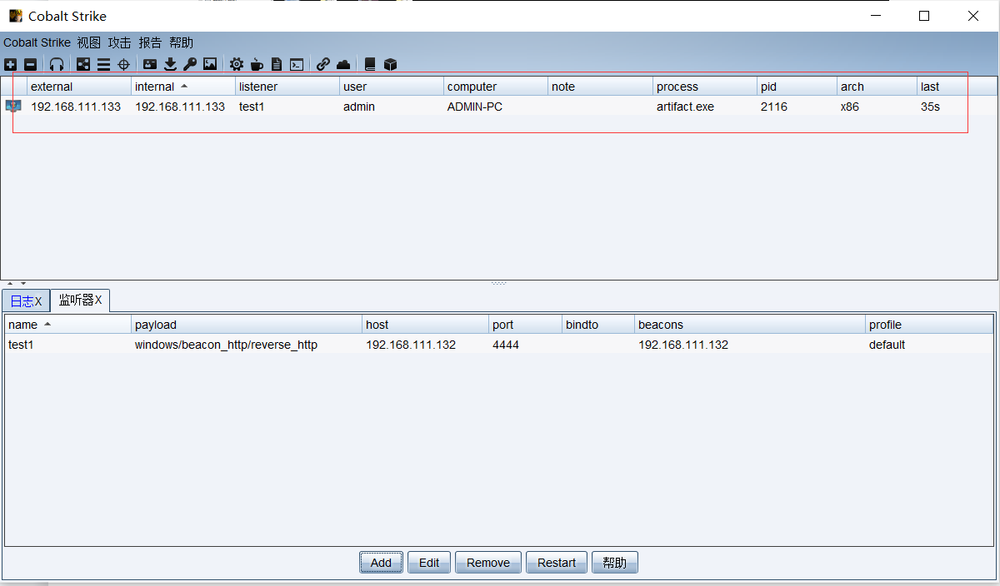 Cobalt Strike
Cobalt Strike 视图 攻击 报告 帮助
external internal listener user computer note process pid arch last
192.168.111.133 192.168.111.133 test1 admin ADMIN-PC artifact.exe 2116 x86 35s
日志X 监听器X
name payload host port bindto beacons profile
test1 windows/beacon_http/reverse_http 192.168.111.132 4444 192.168.111.132 default
Add Edit Remove Restart 帮助